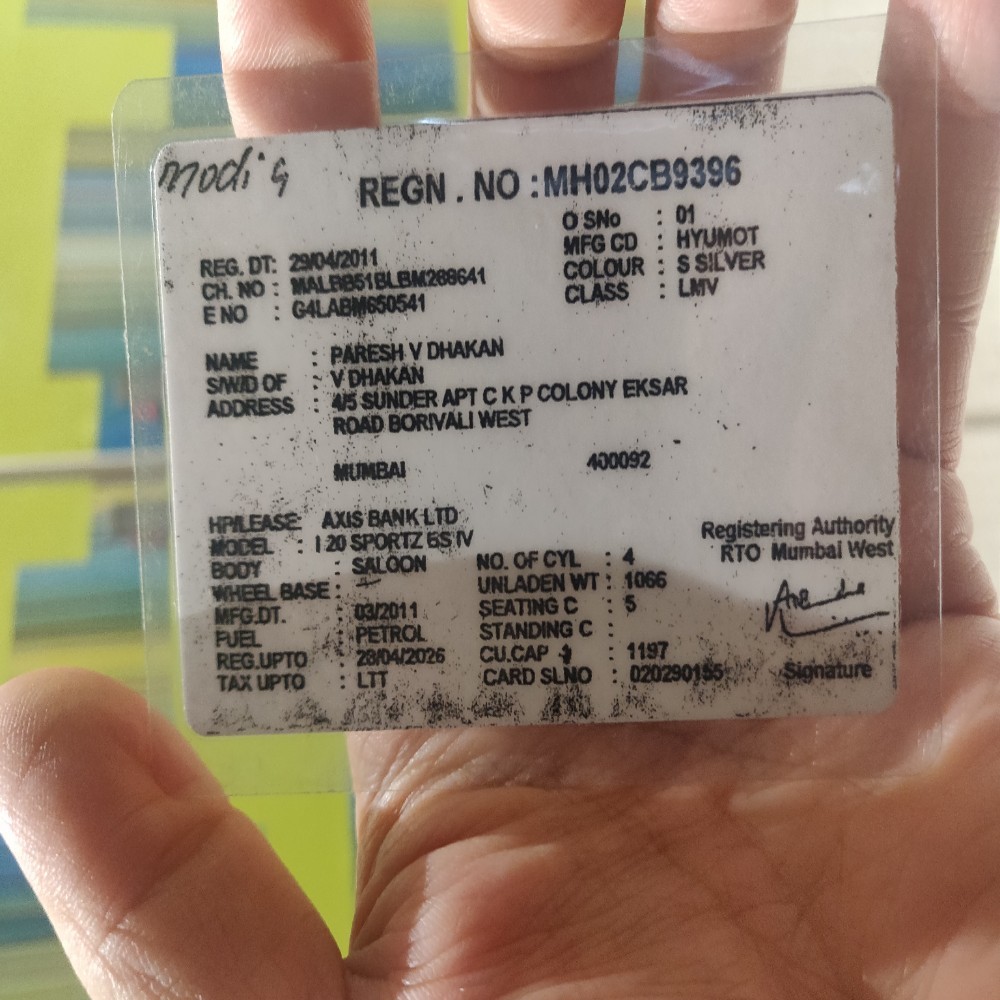 modi g
REGN . NO : MH02CB9396
O SNo : 01
MFG CD : HYUMOT
COLOUR : S SILVER
CLASS : LMV
REG. DT: 29/04/2011
CH. NO : MALBB51BLBM268641
E NO : G4LABM650541
NAME : PARESH V DHAKAN
S/W/D OF : V DHAKAN
ADDRESS : 4/5 SUNDER APT C K P COLONY EKSAR
ROAD BORIVALI WEST
MUMBAI 400092
HP/LEASE: AXIS BANK LTD
MODEL : I 20 SPORTZ BS IV
BODY : SALOON
WHEEL BASE :
MFG.DT. : 03/2011
FUEL : PETROL
REG.UPTO : 28/04/2026
TAX UPTO : LTT
NO. OF CYL : 4
UNLADEN WT : 1066
SEATING C : 5
STANDING C :
CU.CAP : 1197
CARD SLNO : 020290155
Registering Authority
RTO Mumbai West
Signature